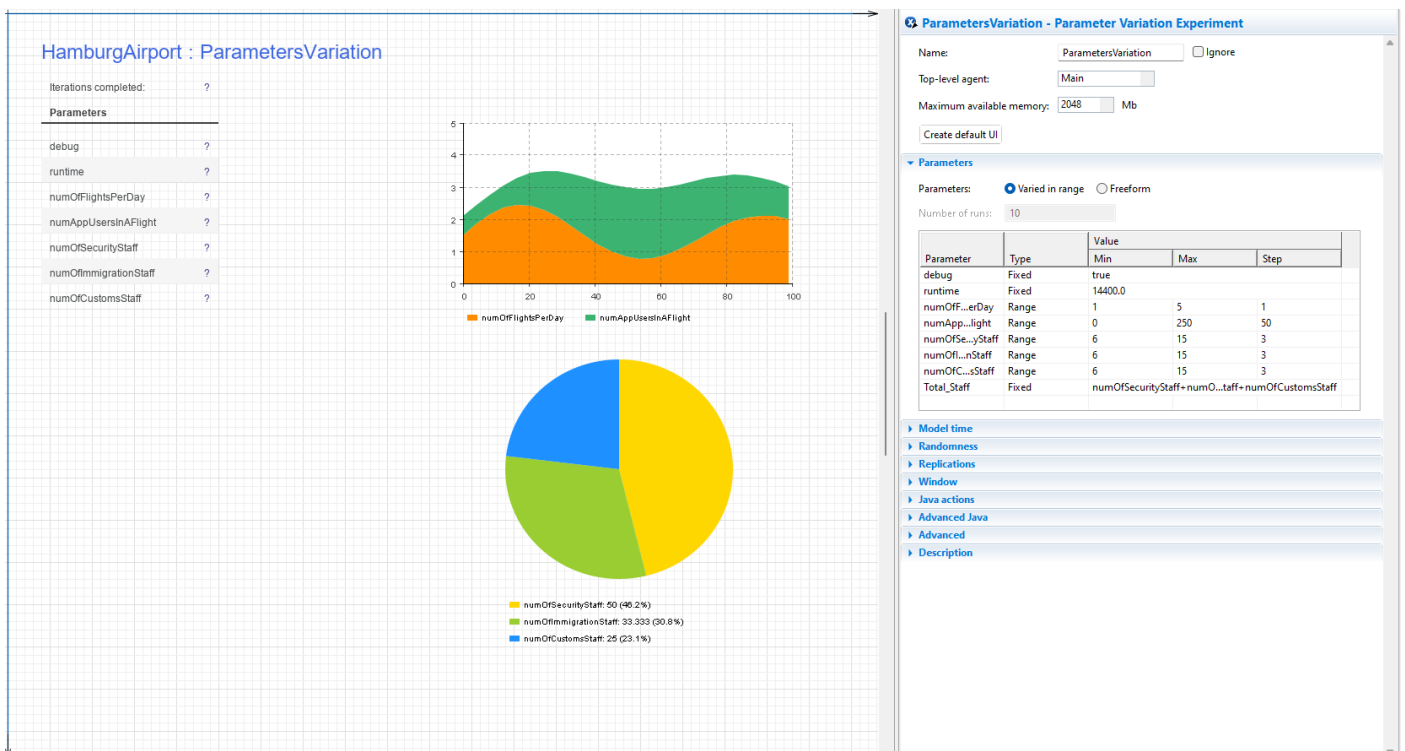 HamburgAirport : ParametersVariation
Iterations completed: ?
Parameters
debug ?
runtime ?
numOfFlightsPerDay ?
numAppUsersInAFlight ?
numOfSecurityStaff ?
numOfImmigrationStaff ?
numOfCustomsStaff ?
5
4
3
2
1
0
0 20 40 60 80 100
numOfFlightsPerDay numAppUsersInAFlight
numOfSecurityStaff: 50 (46.2%)
numOfImmigrationStaff: 33.333 (30.8%)
numOfCustomsStaff: 25 (23.1%)
ParametersVariation - Parameter Variation Experiment
Name: ParametersVariation Ignore
Top-level agent: Main
Maximum available memory: 2048 Mb
Create default UI
Parameters
Parameters: Varied in range Freeform
Number of runs: 10
Value
Parameter Type Min Max Step
debug Fixed true
runtime Fixed 14400.0
numOfF...erDay Range 1 5 1
numApp...light Range 0 250 50
numOfSe...yStaff Range 6 15 3
numOfI...nStaff Range 6 15 3
numOfC...sStaff Range 6 15 3
Total_Staff Fixed numOfSecurityStaff+numO...taff+numOfCustomsStaff
Model time
Randomness
Replications
Window
Java actions
Advanced Java
Advanced
Description